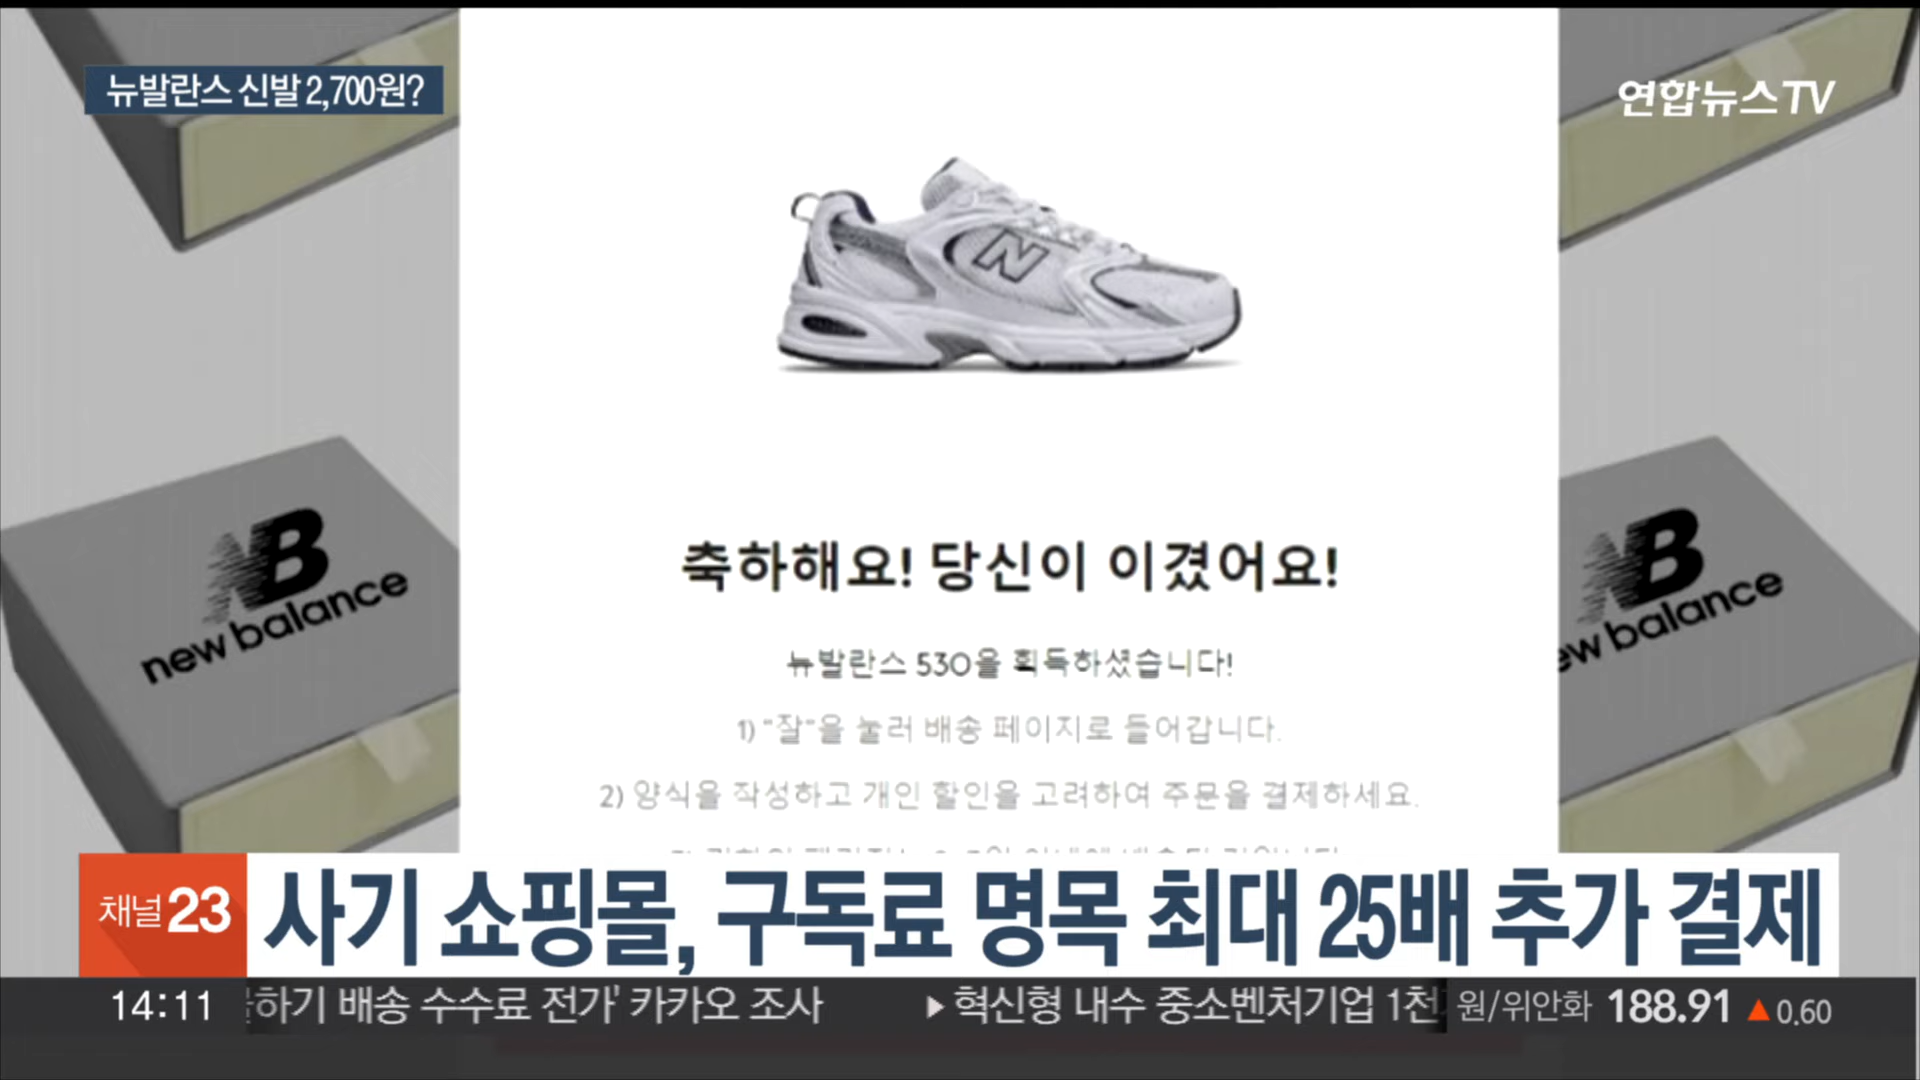 뉴발란스 신발 2,700원?
연합뉴스TV
N
NB
new balance
NB
ew balance
축하해요! 당신이 이겼어요!
뉴발란스 530을 획득하셨습니다!
1) "잘"을 눌러 배송 페이지로 들어갑니다.
2) 양식을 작성하고 개인 할인을 고려하여 주문을 결제하세요.
채널 23
사기 쇼핑몰, 구독료 명목 최대 25배 추가 결제
14:11
하기 배송 수수료 전가' 카카오 조사
▶ 혁신형 내수 중소벤처기업 1천
원/위안화 188.91 ▲ 0.60